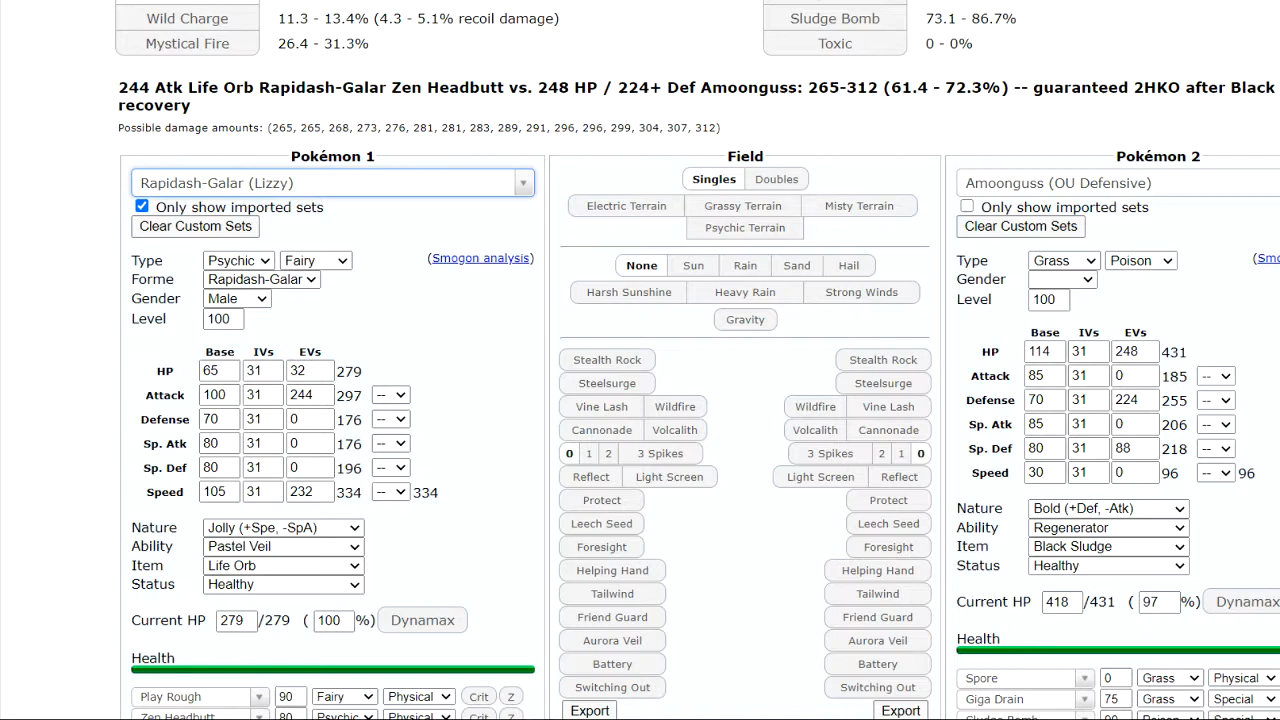 Wild Charge 11.3 - 13.4% (4.3 - 5.1% recoil damage) Sludge Bomb 73.1 - 86.7%
Mystical Fire 26.4 - 31.3% Toxic 0 - 0%
244 Atk Life Orb Rapidash-Galar Zen Headbutt vs. 248 HP / 224+ Def Amoonguss: 265-312 (61.4 - 72.3%) -- guaranteed 2HKO after Black
recovery
Possible damage amounts: (265, 265, 268, 273, 276, 281, 281, 283, 289, 291, 296, 296, 299, 304, 307, 312)
Pokémon 1
Rapidash-Galar (Lizzy)
Only show imported sets
Clear Custom Sets
Type Psychic Fairy (Smogon analysis)
Forme Rapidash-Galar
Gender Male
Level 100
Base IVs EVs
HP 65 31 32 279
Attack 100 31 244 297 --
Defense 70 31 0 176 --
Sp. Atk 80 31 0 176 --
Sp. Def 80 31 0 196 --
Speed 105 31 232 334 -- 334
Nature Jolly (+Spe, -SpA)
Ability Pastel Veil
Item Life Orb
Status Healthy
Current HP 279 /279 ( 100 %) Dynamax
Health
Play Rough 90 Fairy Physical Crit Z
Zen Headbutt 80 Psychic Physical Crit Z
Field
Singles Doubles
Electric Terrain Grassy Terrain Misty Terrain
Psychic Terrain
None Sun Rain Sand Hail
Harsh Sunshine Heavy Rain Strong Winds
Gravity
Stealth Rock Stealth Rock
Steelsurge Steelsurge
Vine Lash Wildfire Wildfire Vine Lash
Cannonade Volcalith Volcalith Cannonade
0 1 2 3 Spikes 3 Spikes 2 1 0
Reflect Light Screen Light Screen Reflect
Protect Protect
Leech Seed Leech Seed
Foresight Foresight
Helping Hand Helping Hand
Tailwind Tailwind
Friend Guard Friend Guard
Aurora Veil Aurora Veil
Battery Battery
Switching Out Switching Out
Export Export
Pokémon 2
Amoonguss (OU Defensive)
Only show imported sets
Clear Custom Sets
Type Grass Poison (Smo
Gender
Level 100
Base IVs EVs
HP 114 31 248 431
Attack 85 31 0 185 --
Defense 70 31 224 255 --
Sp. Atk 85 31 0 206 --
Sp. Def 80 31 88 218 --
Speed 30 31 0 96 -- 96
Nature Bold (+Def, -Atk)
Ability Regenerator
Item Black Sludge
Status Healthy
Current HP 418 /431 ( 97 %) Dynamax
Health
Spore 0 Grass Physical
Giga Drain 75 Grass Special
Sludge Bomb 90 Poison Special